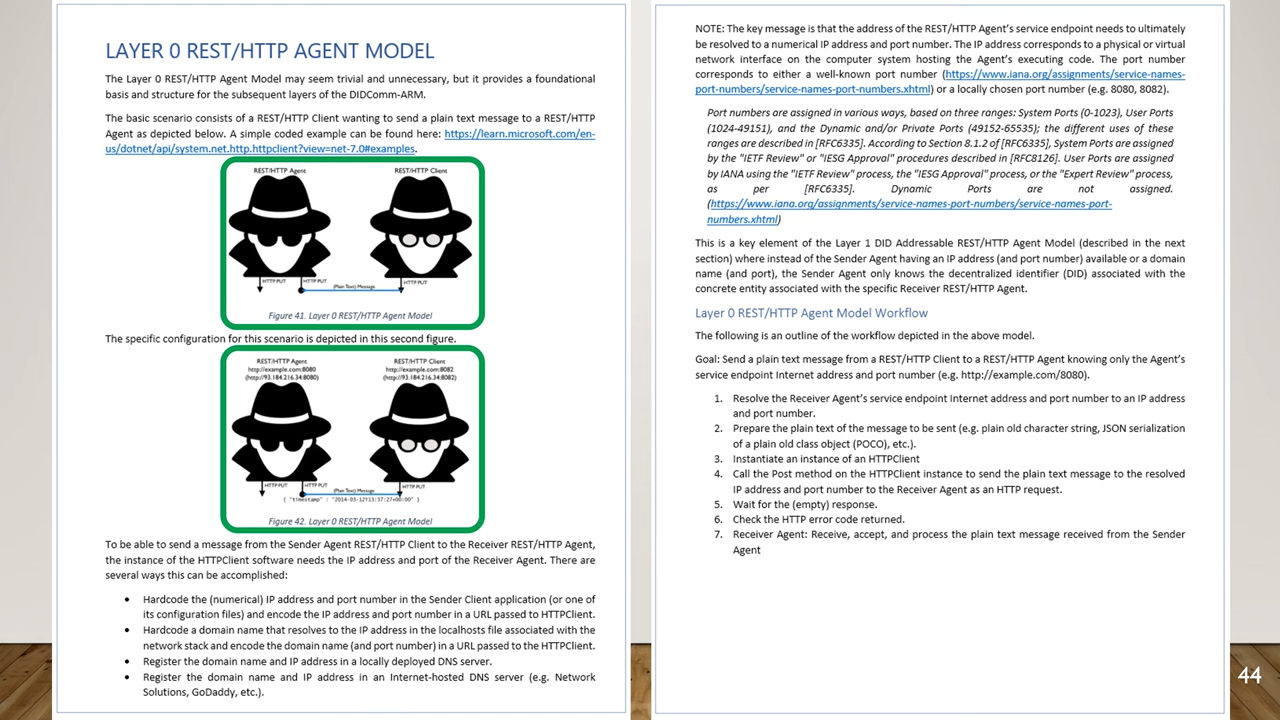 LAYER 0 REST/HTTP AGENT MODEL
The Layer 0 REST/HTTP Agent Model may seem trivial and unnecessary, but it provides a foundational
basis and structure for the subsequent layers of the DIDComm-ARM.
The basic scenario consists of a REST/HTTP Client wanting to send a plain text message to a REST/HTTP
Agent as depicted below. A simple coded example can be found here: https://learn.microsoft.com/en-
us/dotnet/api/system.net.http.httpclient?view=net-7.0#examples.
REST/HTTP Agent
REST/HTTP Client
HTTP PUT
HTTP PUT
(Plain Text) Message
HTTP PUT
Figure 41. Layer 0 REST/HTTP Agent Model
The specific configuration for this scenario is depicted in this second figure.
REST/HTTP Agent
http://example.com:8080
(http://93.184.216.34:8080)
REST/HTTP Client
http://example.com:8082
(http://93.184.216.34:8082)
HTTP PUT
HTTP PUT
(Plain Text) Message
HTTP PUT
{ "timestamp" : "2014-03-12T13:37:27+00:00" }
Figure 42. Layer 0 REST/HTTP Agent Model
To be able to send a message from the Sender Agent REST/HTTP Client to the Receiver REST/HTTP Agent,
the instance of the HTTPClient software needs the IP address and port of the Receiver Agent. There are
several ways this can be accomplished:
• Hardcode the (numerical) IP address and port number in the Sender Client application (or one of
its configuration files) and encode the IP address and port number in a URL passed to HTTPClient.
• Hardcode a domain name that resolves to the IP address in the localhosts file associated with the
network stack and encode the domain name (and port number) in a URL passed to the HTTPClient.
• Register the domain name and IP address in a locally deployed DNS server.
• Register the domain name and IP address in an Internet-hosted DNS server (e.g. Network
Solutions, GoDaddy, etc.).
NOTE: The key message is that the address of the REST/HTTP Agent's service endpoint needs to ultimately
be resolved to a numerical IP address and port number. The IP address corresponds to a physical or virtual
network interface on the computer system hosting the Agent's executing code. The port number
corresponds to either a well-known port number (https://www.iana.org/assignments/service-names-
port-numbers/service-names-port-numbers.xhtml) or a locally chosen port number (e.g. 8080, 8082).
Port numbers are assigned in various ways, based on three ranges: System Ports (0-1023), User Ports
(1024-49151), and the Dynamic and/or Private Ports (49152-65535); the different uses of these
ranges are described in [RFC6335]. According to Section 8.1.2 of [RFC6335], System Ports are assigned
by the "IETF Review" or "IESG Approval" procedures described in [RFC8126]. User Ports are assigned
by IANA using the "IETF Review" process, the "IESG Approval" process, or the "Expert Review" process,
as per [RFC6335]. Dynamic Ports are not assigned.
(https://www.iana.org/assignments/service-names-port-numbers/service-names-port-
numbers.xhtml)
This is a key element of the Layer 1 DID Addressable REST/HTTP Agent Model (described in the next
section) where instead of the Sender Agent having an IP address (and port number) available or a domain
name (and port), the Sender Agent only knows the decentralized identifier (DID) associated with the
concrete entity associated with the specific Receiver REST/HTTP Agent.
Layer 0 REST/HTTP Agent Model Workflow
The following is an outline of the workflow depicted in the above model.
Goal: Send a plain text message from a REST/HTTP Client to a REST/HTTP Agent knowing only the Agent's
service endpoint Internet address and port number (e.g. http://example.com/8080).
1. Resolve the Receiver Agent's service endpoint Internet address and port number to an IP address
and port number.
2. Prepare the plain text of the message to be sent (e.g. plain old character string, JSON serialization
of a plain old class object (POCO), etc.).
3. Instantiate an instance of an HTTPClient
4. Call the Post method on the HTTPClient instance to send the plain text message to the resolved
IP address and port number to the Receiver Agent as an HTTP request.
5. Wait for the (empty) response.
6. Check the HTTP error code returned.
7. Receiver Agent: Receive, accept, and process the plain text message received from the Sender
Agent
44